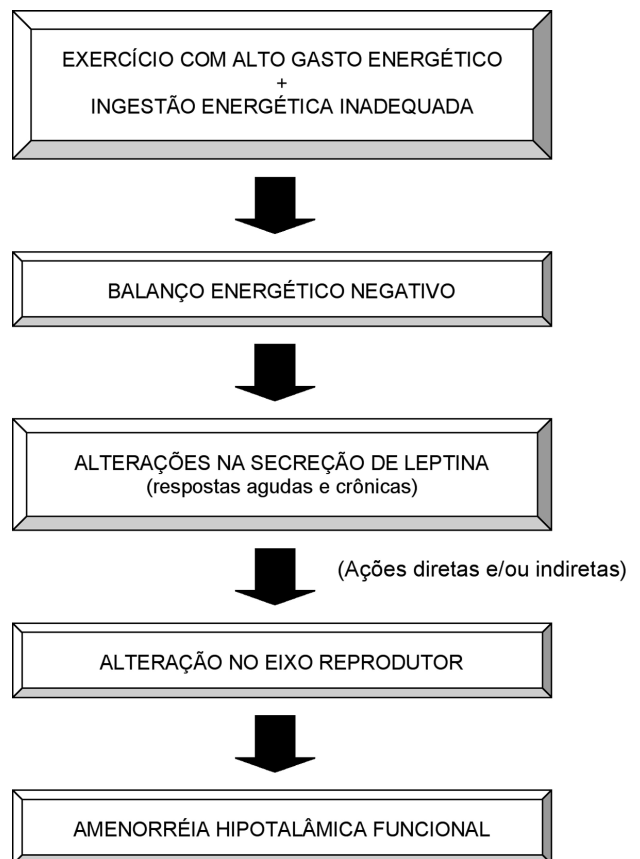 EXERCÍCIO COM ALTO GASTO ENERGÉTICO
+
INGESTÃO ENERGÉTICA INADEQUADA
BALANÇO ENERGÉTICO NEGATIVO
ALTERAÇÕES NA SECREÇÃO DE LEPTINA
(respostas agudas e crônicas)
(Ações diretas e/ou indiretas)
ALTERAÇÃO NO EIXO REPRODUTOR
AMENORRÉIA HIPOTALÂMICA FUNCIONAL